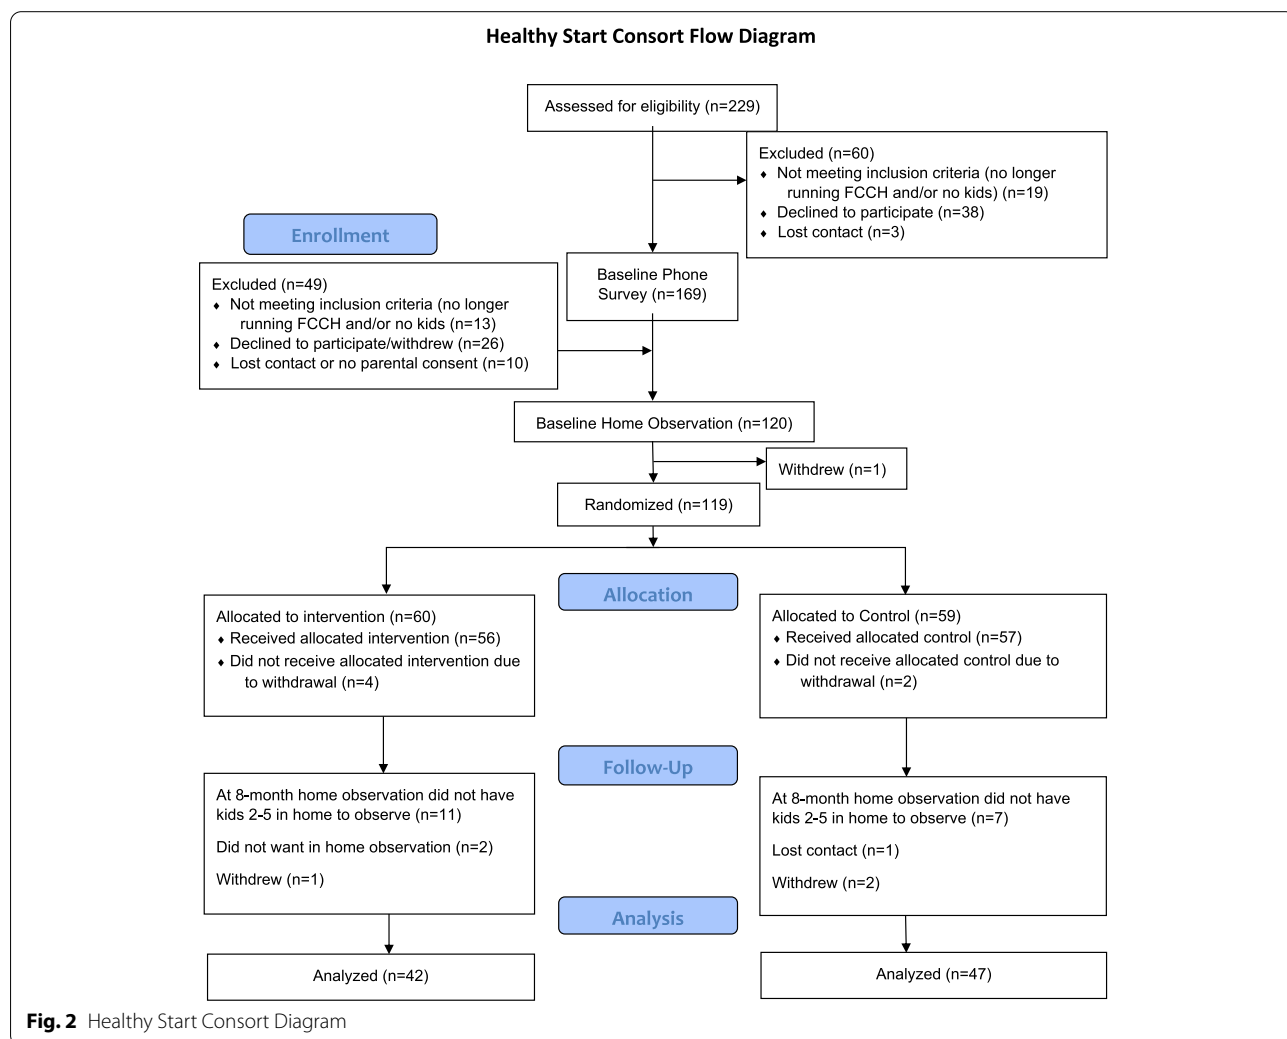 Healthy Start Consort Flow Diagram
Assessed for eligibility (n=229)
Excluded (n=60)
♦ Not meeting inclusion criteria (no longer
running FCCH and/or no kids) (n=19)
♦ Declined to participate (n=38)
♦ Lost contact (n=3)
Enrollment
Baseline Phone
Survey (n=169)
Excluded (n=49)
♦ Not meeting inclusion criteria (no longer
running FCCH and/or no kids (n=13)
♦ Declined to participate/withdrew (n=26)
♦ Lost contact or no parental consent (n=10)
Baseline Home Observation (n=120)
Withdrew (n=1)
Randomized (n=119)
Allocation
Allocated to intervention (n=60)
♦ Received allocated intervention (n=56)
♦ Did not receive allocated intervention due
to withdrawal (n=4)
Allocated to Control (n=59)
♦ Received allocated control (n=57)
♦ Did not receive allocated control due to
withdrawal (n=2)
Follow-Up
At 8-month home observation did not have
kids 2-5 in home to observe (n=11)
Did not want in home observation (n=2)
Withdrew (n=1)
At 8-month home observation did not have
kids 2-5 in home to observe (n=7)
Lost contact (n=1)
Withdrew (n=2)
Analysis
Analyzed (n=42)
Analyzed (n=47)
Fig. 2 Healthy Start Consort Diagram